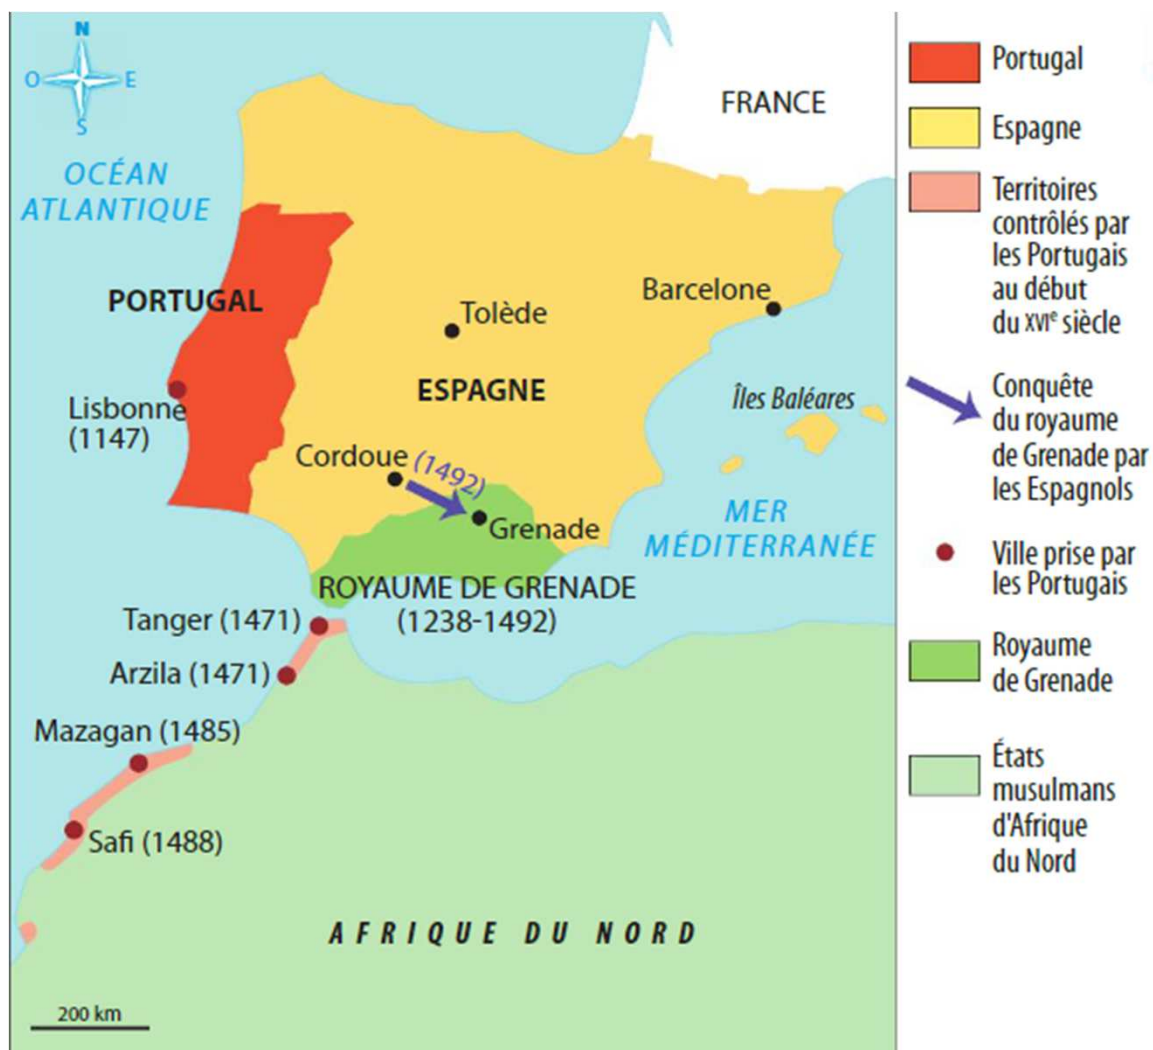 N
O
E
S
OCÉAN
ATLANTIQUE
FRANCE
PORTUGAL
Barcelone
Tolède
ESPAGNE
Îles Baléares
Lisbonne
(1147)
Cordoue
(1492)
Grenade
MER
MÉDITERRANÉE
ROYAUME DE GRENADE
(1238-1492)
Tanger (1471)
Arzila (1471)
Mazagan (1485)
Safi (1488)
AFRIQUE DU NORD
200 km
Portugal
Espagne
Territoires
contrôlés par
les Portugais
au début
du XVIe siècle
Conquête
du royaume
de Grenade par
les Espagnols
Ville prise par
les Portugais
Royaume
de Grenade
États
musulmans
d'Afrique
du Nord